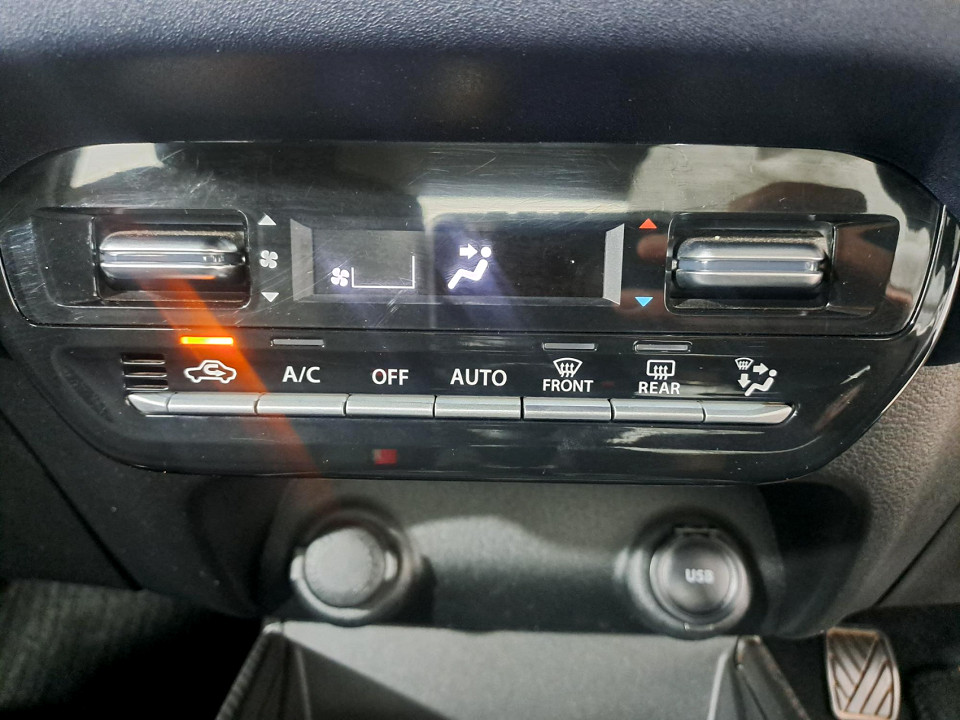 A/C
OFF
AUTO
FRONT
REAR
USB